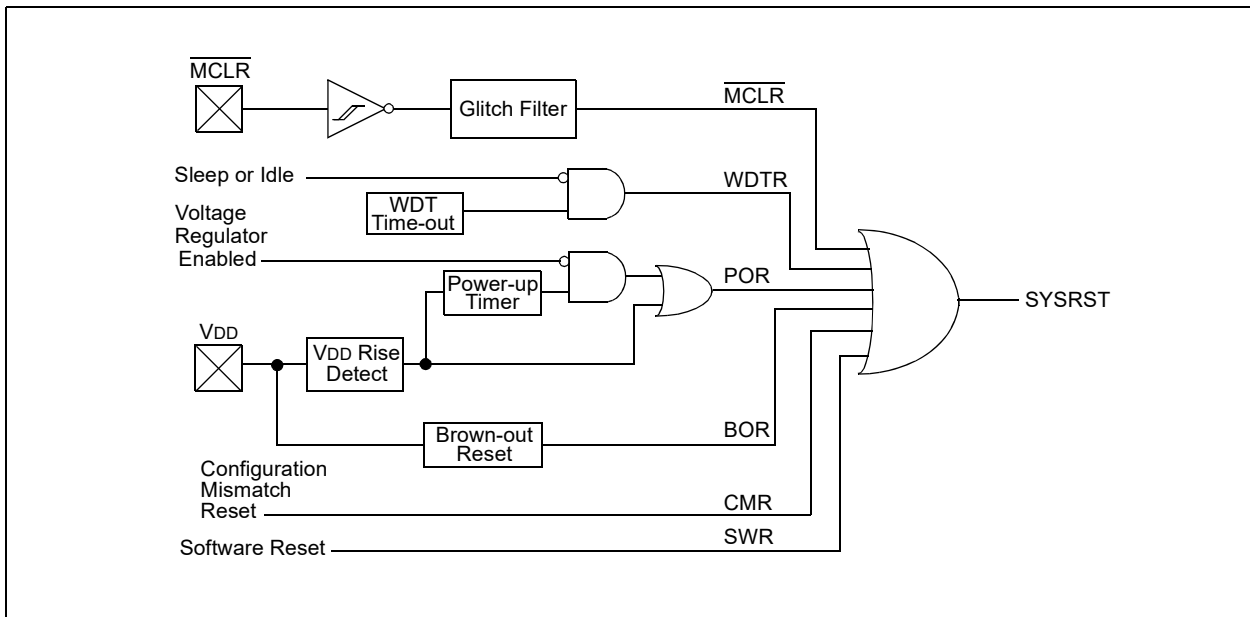 MCLR
Glitch Filter
MCLR
Sleep or Idle
WDTR
WDT
Time-out
Voltage
Regulator
Enabled
Power-up
Timer
POR
SYSRST
VDD
VDD Rise
Detect
Brown-out
Reset
BOR
Configuration
Mismatch
Reset
CMR
Software Reset
SWR